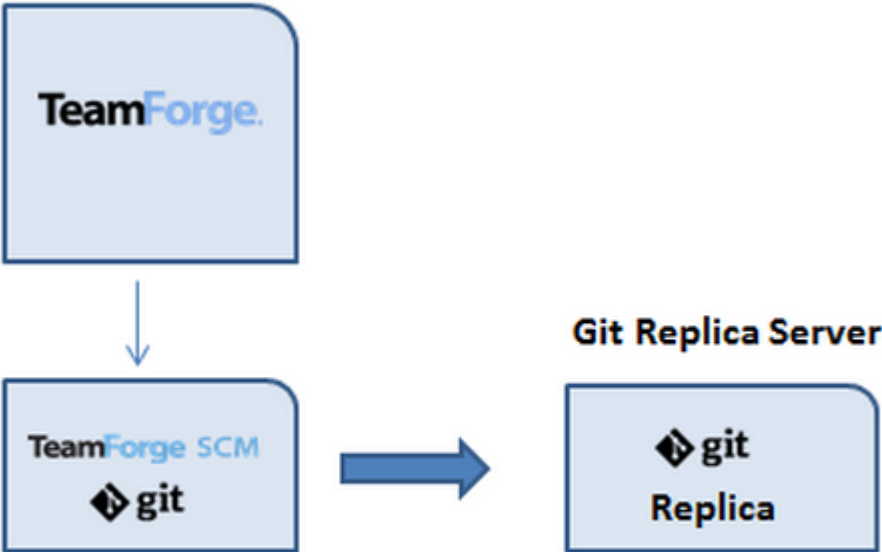 TeamForge.
Git Replica Server
TeamForge SCM
git
git
Replica